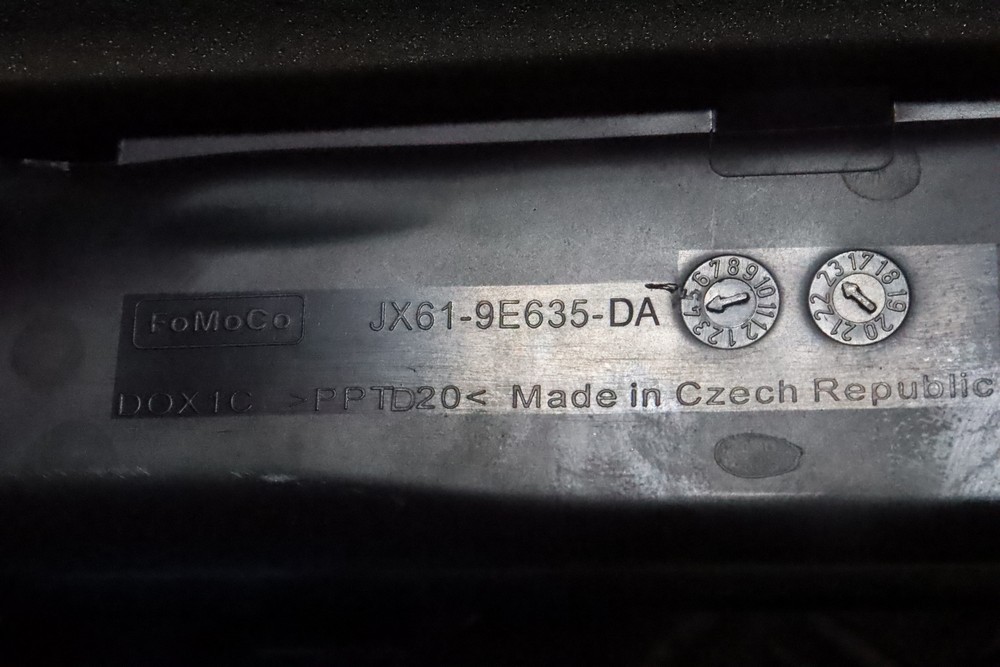 FoMoCo JX61-9E635-DA
1 2 3 4 5 6 7 8 9 10 11 12
17 18 19 20 21 22 23
DOX1C >PPTD20< Made in Czech Republic